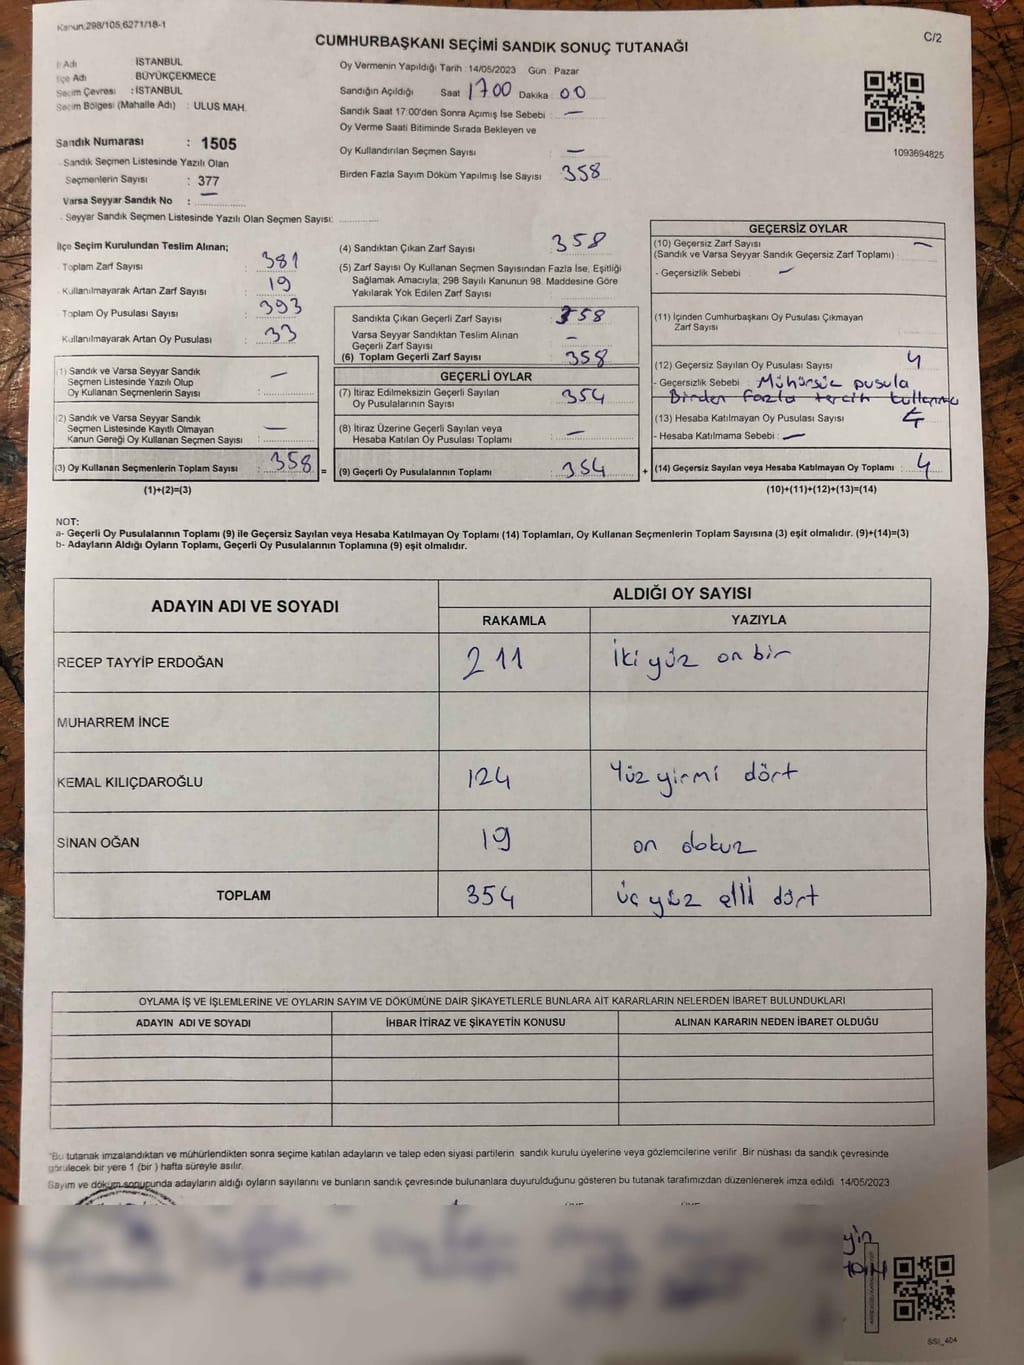 Kanun,298/105,6271/18-1
C/2
CUMHURBAŞKANI SEÇİMİ SANDIK SONUÇ TUTANAĞI
İl Adı İSTANBUL
İlçe Adı BÜYÜKÇEKMECE
Seçim Çevresi : İSTANBUL
Seçim Bölgesi (Mahalle Adı) : ULUS MAH.
Sandık Numarası : 1505
Sandık Seçmen Listesinde Yazılı Olan
Seçmenlerin Sayısı : 377
Varsa Seyyar Sandık No : —
Seyyar Sandık Seçmen Listesinde Yazılı Olan Seçmen Sayısı:
Oy Vermenin Yapıldığı Tarih : 14/05/2023 Gün : Pazar
Sandığın Açıldığı Saat 1700 Dakika : 00
Sandık Saat 17:00'den Sonra Açımış İse Sebebi : —
Oy Verme Saati Bitiminde Sırada Bekleyen ve
Oy Kullandırılan Seçmen Sayısı : —
Birden Fazla Sayım Döküm Yapılmış İse Sayısı 358
1093694825
İlçe Seçim Kurulundan Teslim Alınan;
Toplam Zarf Sayısı : 381
Kullanılmayarak Artan Zarf Sayısı : 19
Toplam Oy Pusulası Sayısı : 393
Kullanılmayarak Artan Oy Pusulası : 33
(1) Sandık ve Varsa Seyyar Sandık
Seçmen Listesinde Yazılı Olup
Oy Kullanan Seçmenlerin Sayısı : —
(2) Sandık ve Varsa Seyyar Sandık
Seçmen Listesinde Kayıtlı Olmayan
Kanun Gereği Oy Kullanan Seçmen Sayısı : —
(3) Oy Kullanan Seçmenlerin Toplam Sayısı : 358 =
(1)+(2)=(3)
(4) Sandıktan Çıkan Zarf Sayısı : 358
(5) Zarf Sayısı Oy Kullanan Seçmen Sayısından Fazla İse, Eşitliği
Sağlamak Amacıyla; 298 Sayılı Kanunun 98. Maddesine Göre
Yakılarak Yok Edilen Zarf Sayısı :
Sandıkta Çıkan Geçerli Zarf Sayısı : 358
Varsa Seyyar Sandıktan Teslim Alınan
Geçerli Zarf Sayısı : —
(6) Toplam Geçerli Zarf Sayısı : 358
GEÇERLİ OYLAR
(7) İtiraz Edilmeksizin Geçerli Sayılan
Oy Pusulalarının Sayısı : 354
(8) İtiraz Üzerine Geçerli Sayılan veya
Hesaba Katılan Oy Pusulası Toplamı : —
(9) Geçerli Oy Pusulalarının Toplamı : 354 +
GEÇERSİZ OYLAR
(10) Geçersiz Zarf Sayısı —
(Sandık ve Varsa Seyyar Sandık Geçersiz Zarf Toplamı) :
- Geçersizlik Sebebi : —
(11) İçinden Cumhurbaşkanı Oy Pusulası Çıkmayan
Zarf Sayısı :
(12) Geçersiz Sayılan Oy Pusulası Sayısı : 4
- Geçersizlik Sebebi : Mühürsüz pusula
Birden fazla tercih
(13) Hesaba Katılmayan Oy Pusulası Sayısı :
- Hesaba Katılmama Sebebi : —
(14) Geçersiz Sayılan veya Hesaba Katılmayan Oy Toplamı : 4
(10)+(11)+(12)+(13)=(14)
NOT:
a- Geçerli Oy Pusulalarının Toplamı (9) ile Geçersiz Sayılan veya Hesaba Katılmayan Oy Toplamı (14) Toplamları, Oy Kullanan Seçmenlerin Toplam Sayısına (3) eşit olmalıdır. (9)+(14)=(3)
b- Adayların Aldığı Oyların Toplamı, Geçerli Oy Pusulalarının Toplamına (9) eşit olmalıdır.
ADAYIN ADI VE SOYADI ALDIĞI OY SAYISI
RAKAMLA YAZIYLA
RECEP TAYYİP ERDOĞAN 211 İki yüz on bir
MUHARREM İNCE
KEMAL KILIÇDAROĞLU 124 Yüz yirmi dört
SİNAN OĞAN 19 on dokuz
TOPLAM 354 üç yüz elli dört
OYLAMA İŞ VE İŞLEMLERİNE VE OYLARIN SAYIM VE DÖKÜMÜNE DAİR ŞİKAYETLERLE BUNLARA AİT KARARLARIN NELERDEN İBARET BULUNDUKLARI
ADAYIN ADI VE SOYADI İHBAR İTİRAZ VE ŞİKAYETİN KONUSU ALINAN KARARIN NEDEN İBARET OLDUĞU
*Bu tutanak imzalandıktan ve mühürlendikten sonra seçime katılan adayların ve talep eden siyasi partilerin sandık kurulu üyelerine veya gözlemcilerine verilir. Bir nüshası da sandık çevresinde
görülecek bir yere 1 (bir ) hafta süreyle asılır.
Sayım ve döküm sonucunda adayların aldığı oyların sayılarını ve bunların sandık çevresinde bulunanlara duyurulduğunu gösteren bu tutanak tarafımızdan düzenlenerek imza edildi. 14/05/2023
SSI_404